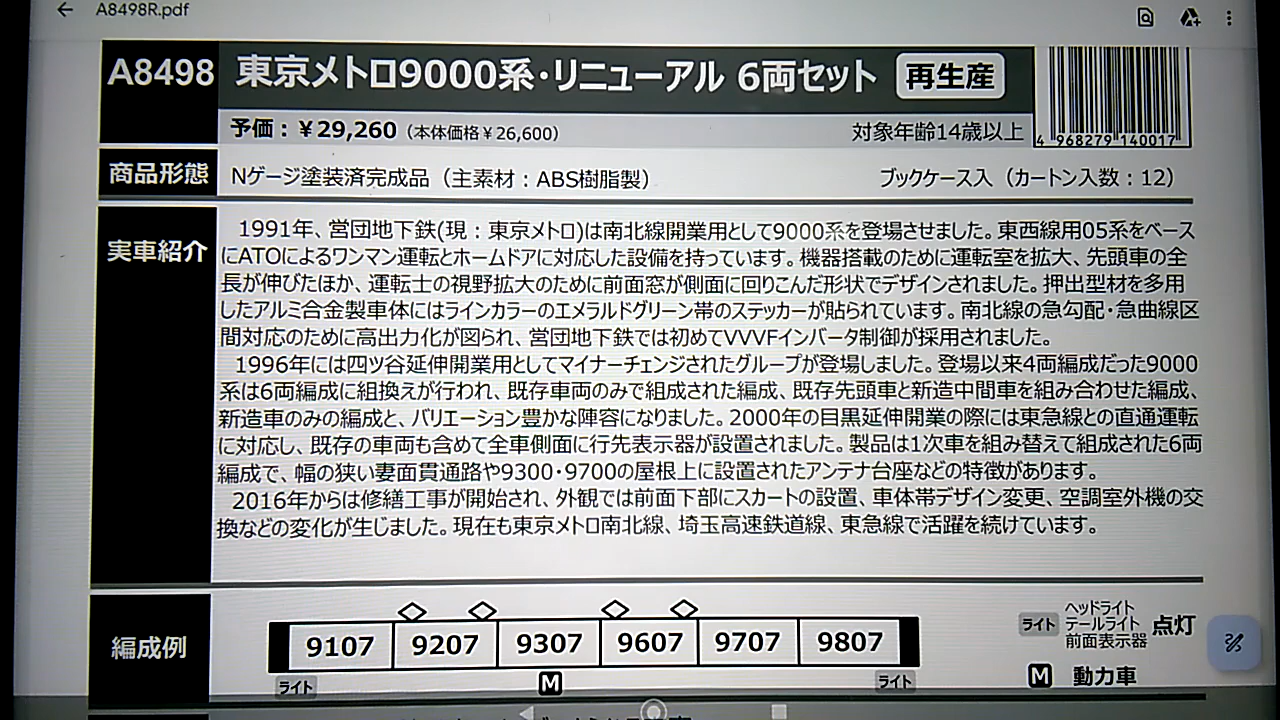 A8498R.pdf
A8498 東京メトロ9000系・リニューアル 6両セット 再生産
予価：￥29,260（本体価格￥26,600） 対象年齢14歳以上
4 968279 140017
商品形態 Nゲージ塗装済完成品（主素材：ABS樹脂製） ブックケース入（カートン入数：12）
実車紹介
1991年、営団地下鉄(現：東京メトロ)は南北線開業用として9000系を登場させました。東西線用05系をベース
にATOによるワンマン運転とホームドアに対応した設備を持っています。機器搭載のために運転室を拡大、先頭車の全
長が伸びたほか、運転士の視野拡大のために前面窓が側面に回りこんだ形状でデザインされました。押出型材を多用
したアルミ合金製車体にはラインカラーのエメラルドグリーン帯のステッカーが貼られています。南北線の急勾配・急曲線区
間対応のために高出力化が図られ、営団地下鉄では初めてVVVFインバータ制御が採用されました。
1996年には四ツ谷延伸開業用としてマイナーチェンジされたグループが登場しました。登場以来4両編成だった9000
系は6両編成に組換えが行われ、既存車両のみで組成された編成、既存先頭車と新造中間車を組み合わせた編成、
新造車のみの編成と、バリエーション豊かな陣容になりました。2000年の目黒延伸開業の際には東急線との直通運転
に対応し、既存の車両も含めて全車側面に行先表示器が設置されました。製品は1次車を組み替えて組成された6両
編成で、幅の狭い妻面貫通路や9300・9700の屋根上に設置されたアンテナ台座などの特徴があります。
2016年からは修繕工事が開始され、外観では前面下部にスカートの設置、車体帯デザイン変更、空調室外機の交
換などの変化が生じました。現在も東京メトロ南北線、埼玉高速鉄道線、東急線で活躍を続けています。
編成例
9107 9207 9307 9607 9707 9807
ライト M ライト
ライト ヘッドライト テールライト 前面表示器 点灯
M 動力車